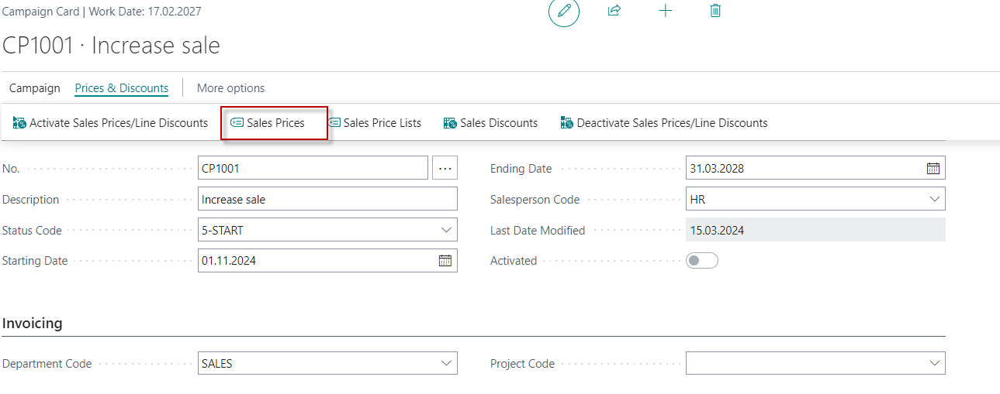 Campaign Card | Work Date: 17.02.2027
CP1001 · Increase sale
Campaign Prices & Discounts More options
Activate Sales Prices/Line Discounts Sales Prices Sales Price Lists Sales Discounts Deactivate Sales Prices/Line Discounts
No. CP1001 ... Ending Date 31.03.2028
Description Increase sale Salesperson Code HR
Status Code 5-START Last Date Modified 15.03.2024
Starting Date 01.11.2024 Activated
Invoicing
Department Code SALES Project Code